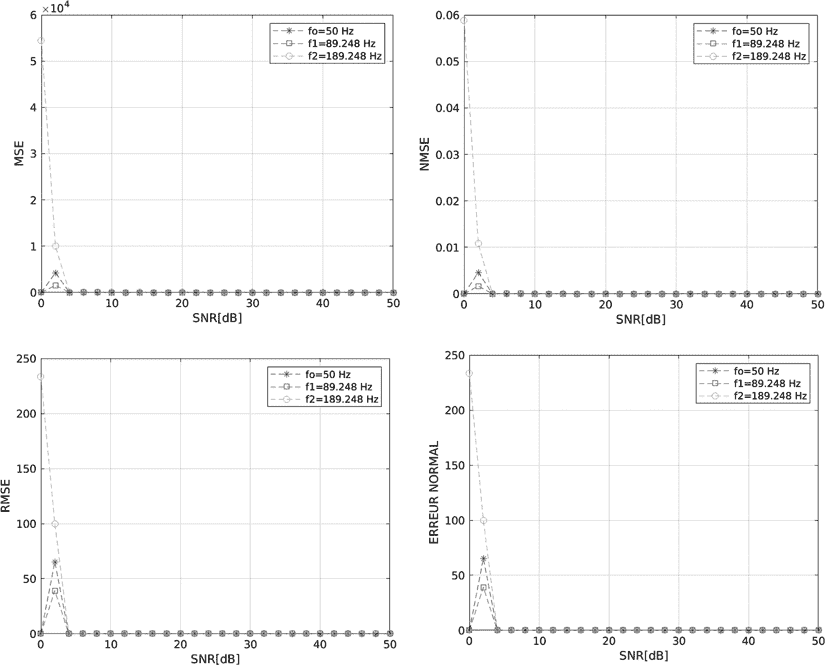 ×10⁴
6
5
4
3
2
1
0
MSE
0 10 20 30 40 50
SNR[dB]
fo=50 Hz
f1=89.248 Hz
f2=189.248 Hz
0.06
0.05
0.04
0.03
0.02
0.01
0
NMSE
0 10 20 30 40 50
SNR[dB]
fo=50 Hz
f1=89.248 Hz
f2=189.248 Hz
250
200
150
100
50
0
RMSE
0 10 20 30 40 50
SNR[dB]
fo=50 Hz
f1=89.248 Hz
f2=189.248 Hz
250
200
150
100
50
0
ERREUR NORMAL
0 10 20 30 40 50
SNR[dB]
fo=50 Hz
f1=89.248 Hz
f2=189.248 Hz